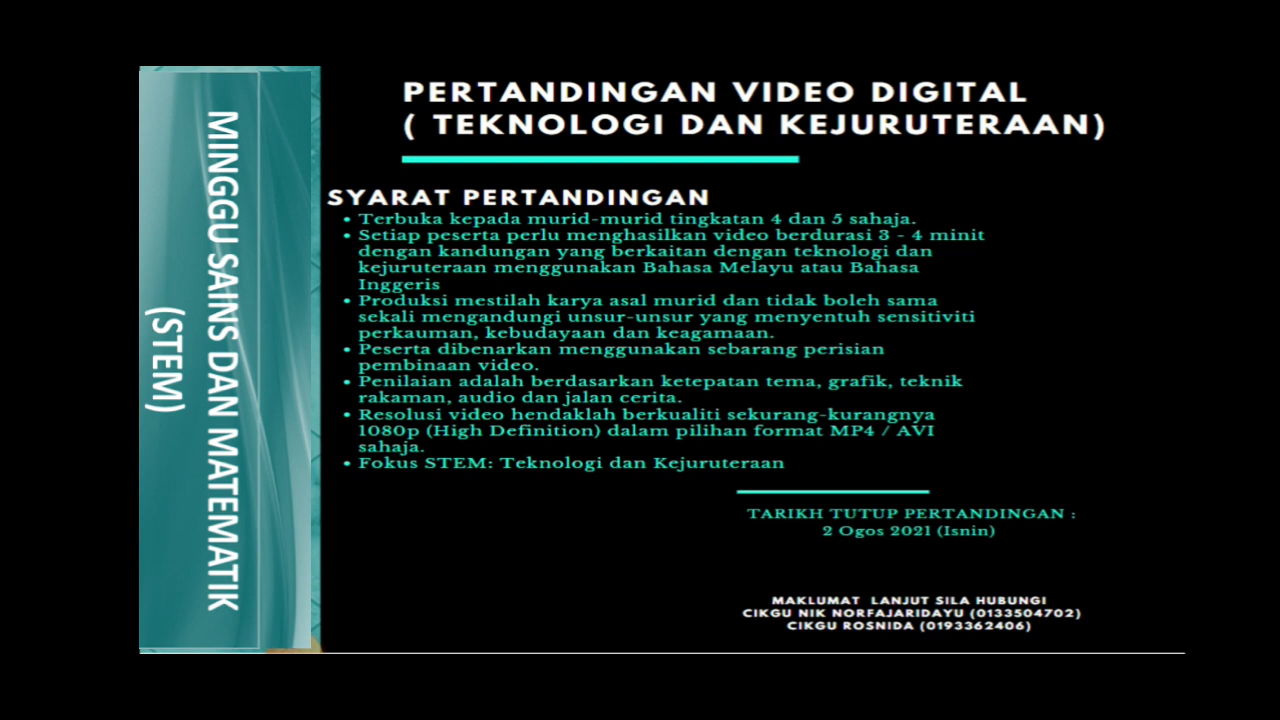 MINGGU SAINS DAN MATEMATIK
(STEM)
PERTANDINGAN VIDEO DIGITAL
( TEKNOLOGI DAN KEJURUTERAAN)
SYARAT PERTANDINGAN
• Terbuka kepada murid-murid tingkatan 4 dan 5 sahaja.
• Setiap peserta perlu menghasilkan video berdurasi 3 - 4 minit
dengan kandungan yang berkaitan dengan teknologi dan
kejuruteraan menggunakan Bahasa Melayu atau Bahasa
Inggeris
• Produksi mestilah karya asal murid dan tidak boleh sama
sekali mengandungi unsur-unsur yang menyentuh sensitiviti
perkauman, kebudayaan dan keagamaan.
• Peserta dibenarkan menggunakan sebarang perisian
pembinaan video.
• Penilaian adalah berdasarkan ketepatan tema, grafik, teknik
rakaman, audio dan jalan cerita.
• Resolusi video hendaklah berkualiti sekurang-kurangnya
1080p (High Definition) dalam pilihan format MP4 / AVI
sahaja.
• Fokus STEM: Teknologi dan Kejuruteraan
TARIKH TUTUP PERTANDINGAN :
2 Ogos 2021 (Isnin)
MAKLUMAT LANJUT SILA HUBUNGI
CIKGU NIK NORFAJARIDAYU (0133504702)
CIKGU ROSNIDA (0193362406)